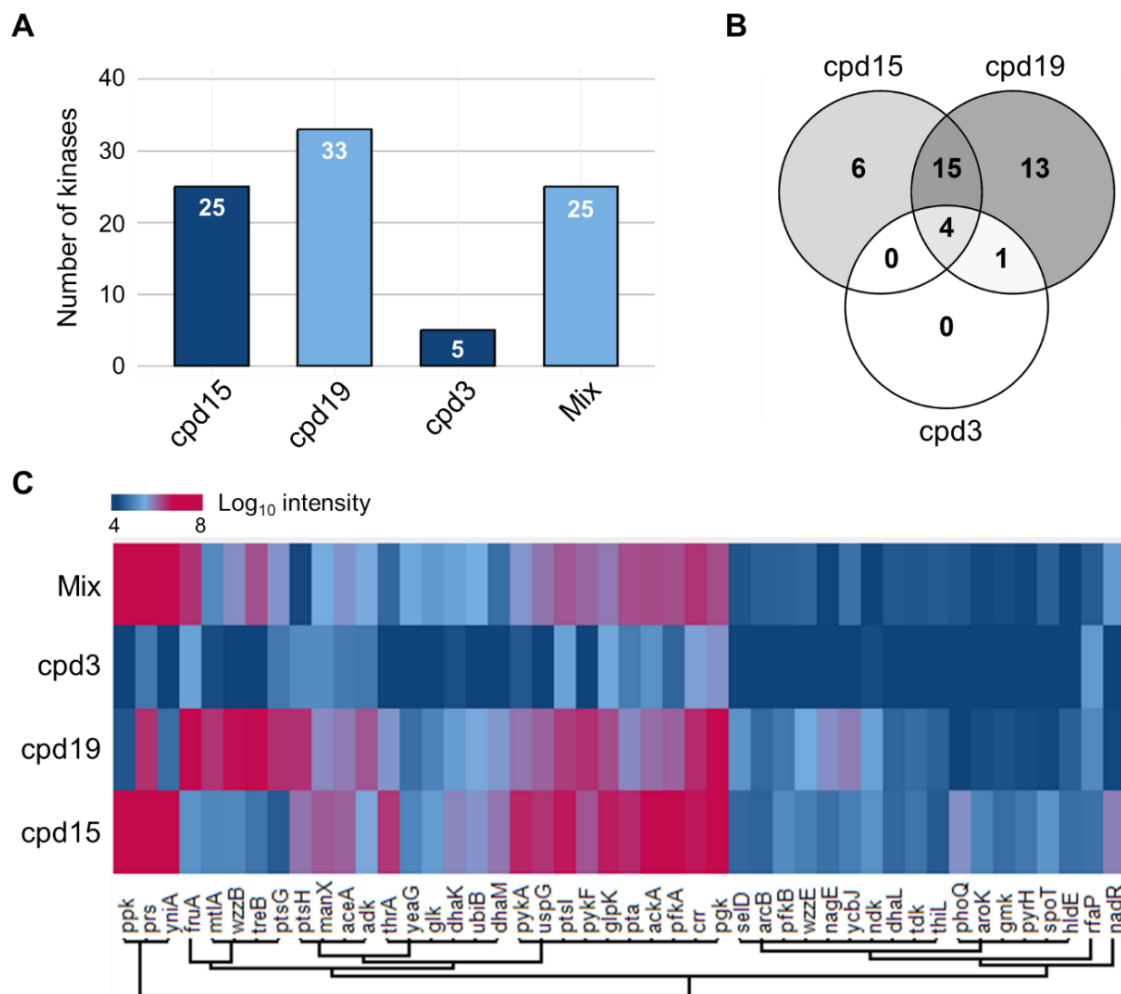 A
Number of kinases
40
30
20
10
0
25
33
5
25
cpd15
cpd19
cpd3
Mix
B
cpd15
cpd19
6
15
13
4
0
1
0
cpd3
C
Log₁₀ intensity
4
8
Mix
cpd3
cpd19
cpd15
ppk
prs
yniA
fruA
mtlA
wzzB
treB
ptsG
ptsH
manX
aceA
adk
thrA
yeaG
glk
dhaK
ubiB
dhaM
pykA
uspG
ptsI
pykF
glpK
pta
ackA
pfkA
crr
pgk
selD
arcB
pfkB
wzzE
nagE
ycbJ
ndk
dhaL
tdk
thiL
phoQ
aroK
gmk
pyrH
spoT
hldE
rfaP
nadR